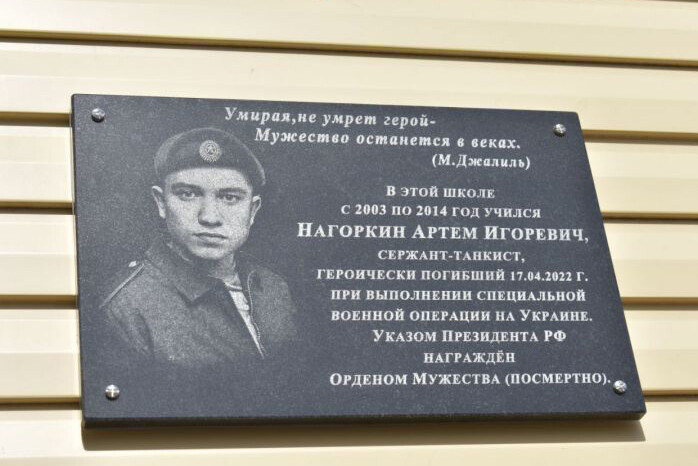 Умирая,не умрет герой-
Мужество останется в веках.
(М.Джалиль)
В этой школе
с 2003 по 2014 год учился
Нагоркин Артем Игоревич,
сержант-танкист,
героически погибший 17.04.2022 г.
при выполнении специальной
военной операции на Украине.
Указом Президента РФ
награждён
Орденом Мужества (посмертно).